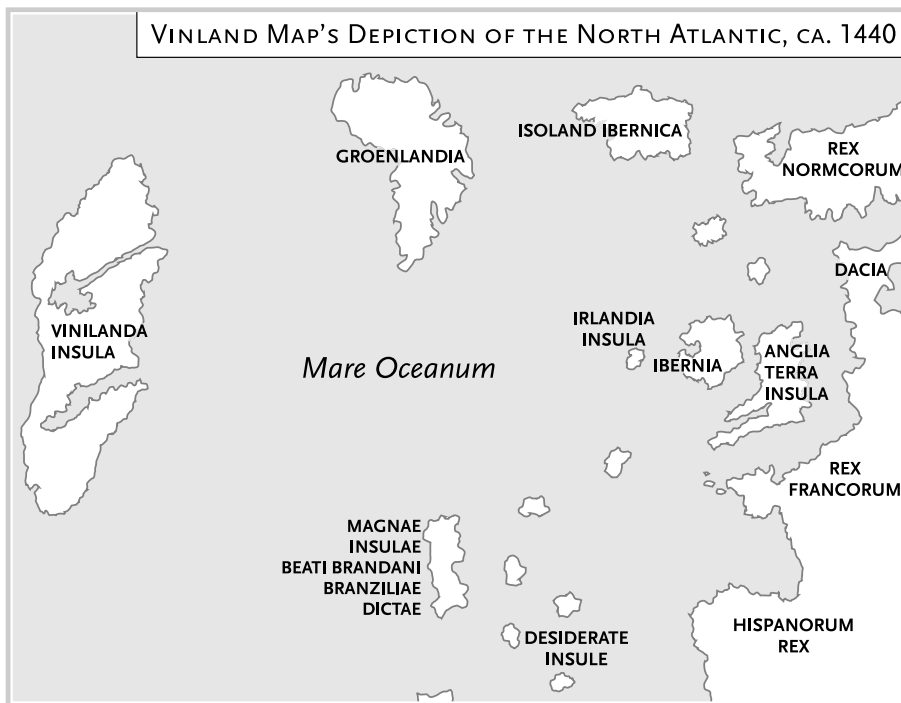 VINLAND MAP'S DEPICTION OF THE NORTH ATLANTIC, CA. 1440
ISOLAND IBERNICA
GROENLANDIA
REX
NORMCORUM
DACIA
VINILANDA
INSULA
IRLANDIA
INSULA
IBERNIA
ANGLIA
TERRA
INSULA
Mare Oceanum
REX
FRANCORUM
MAGNAE
INSULAE
BEATI BRANDANI
BRANZILIAE
DICTAE
DESIDERATE
INSULE
HISPANORUM
REX